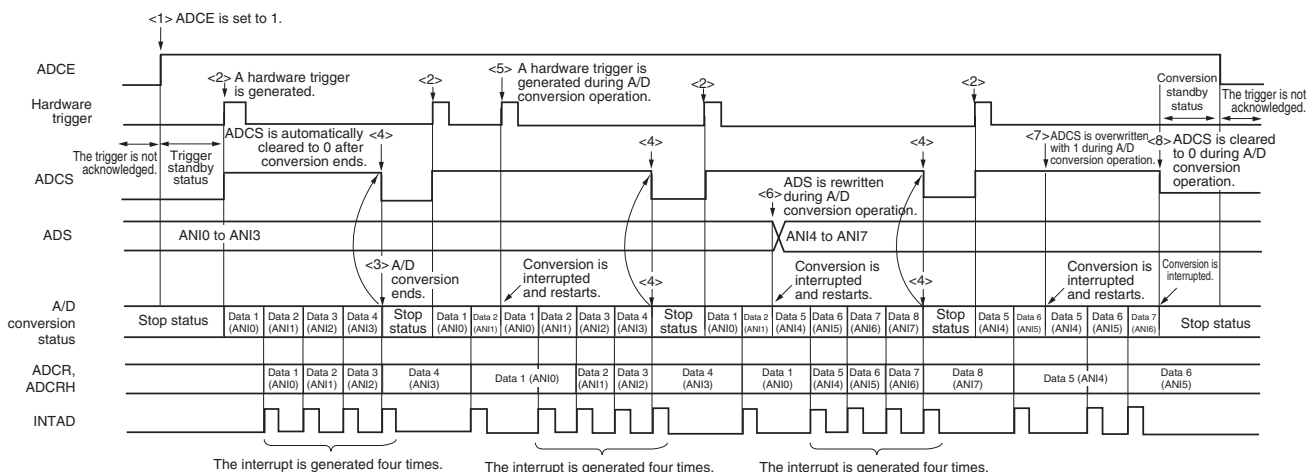 <1> ADCE is set to 1.
ADCE
<2> A hardware trigger
is generated.
<2>
<5> A hardware trigger is
generated during A/D
conversion operation.
<2>
<2>
Conversion
standby
status
The trigger is not
acknowledged.
Hardware
trigger
The trigger is not
acknowledged.
Trigger
standby
status
ADCS is automatically
cleared to 0 after
conversion ends.
<4>
<4>
<4>
<7> ADCS is overwritten
with 1 during A/D
conversion operation.
<8> ADCS is cleared
to 0 during A/D
conversion
operation.
ADCS
<6> ADS is rewritten
during A/D
conversion operation.
ADS
ANI0 to ANI3
ANI4 to ANI7
<3> A/D
conversion
ends.
Conversion is
interrupted
and restarts.
<4>
Conversion is
interrupted
and restarts.
<4>
Conversion is
interrupted
and restarts.
Conversion is
interrupted.
A/D
conversion
status
Stop status
Data 1
(ANI0)
Data 2
(ANI1)
Data 3
(ANI2)
Data 4
(ANI3)
Stop
status
Data 1
(ANI0)
Data 2
(ANI1)
Data 1
(ANI0)
Data 2
(ANI1)
Data 3
(ANI2)
Data 4
(ANI3)
Stop
status
Data 1
(ANI0)
Data 2
(ANI1)
Data 5
(ANI4)
Data 6
(ANI5)
Data 7
(ANI6)
Data 8
(ANI7)
Stop
status
Data 5
(ANI4)
Data 6
(ANI5)
Data 5
(ANI4)
Data 6
(ANI5)
Data 7
(ANI6)
Stop status
ADCR,
ADCRH
Data 1
(ANI0)
Data 2
(ANI1)
Data 3
(ANI2)
Data 4
(ANI3)
Data 1 (ANI0)
Data 2
(ANI1)
Data 3
(ANI2)
Data 4
(ANI3)
Data 1
(ANI0)
Data 5
(ANI4)
Data 6
(ANI5)
Data 7
(ANI6)
Data 8
(ANI7)
Data 5 (ANI4)
Data 6
(ANI5)
INTAD
The interrupt is generated four times.
The interrupt is generated four times.
The interrupt is generated four times.